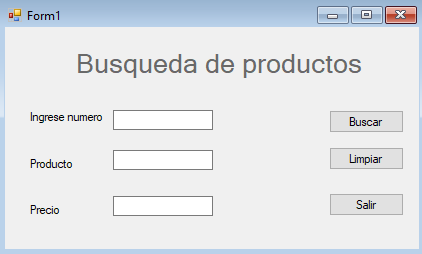 Form1
Busqueda de productos
Ingrese numero
Buscar
Producto
Limpiar
Precio
Salir